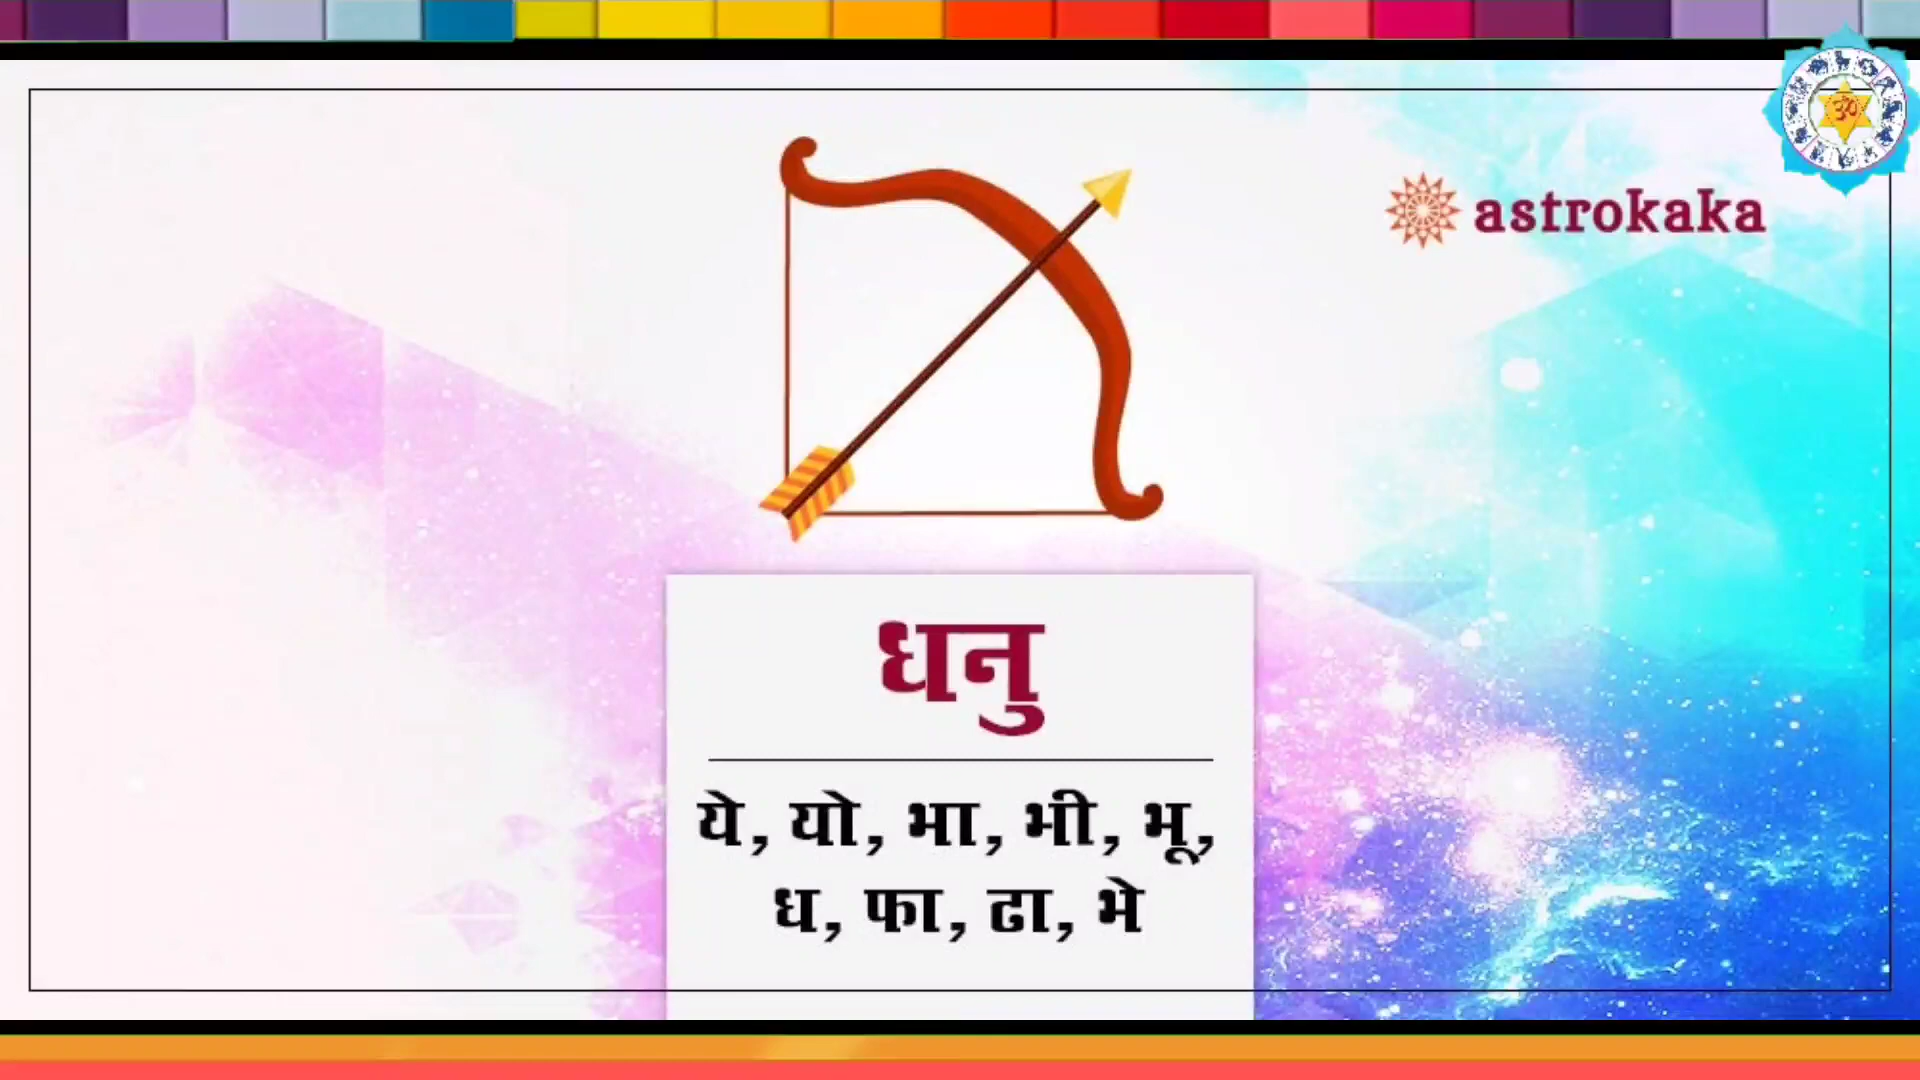 ॐ
astrokaka
धनु
ये, यो, भा, भी, भू,
ध, फा, ढा, भे